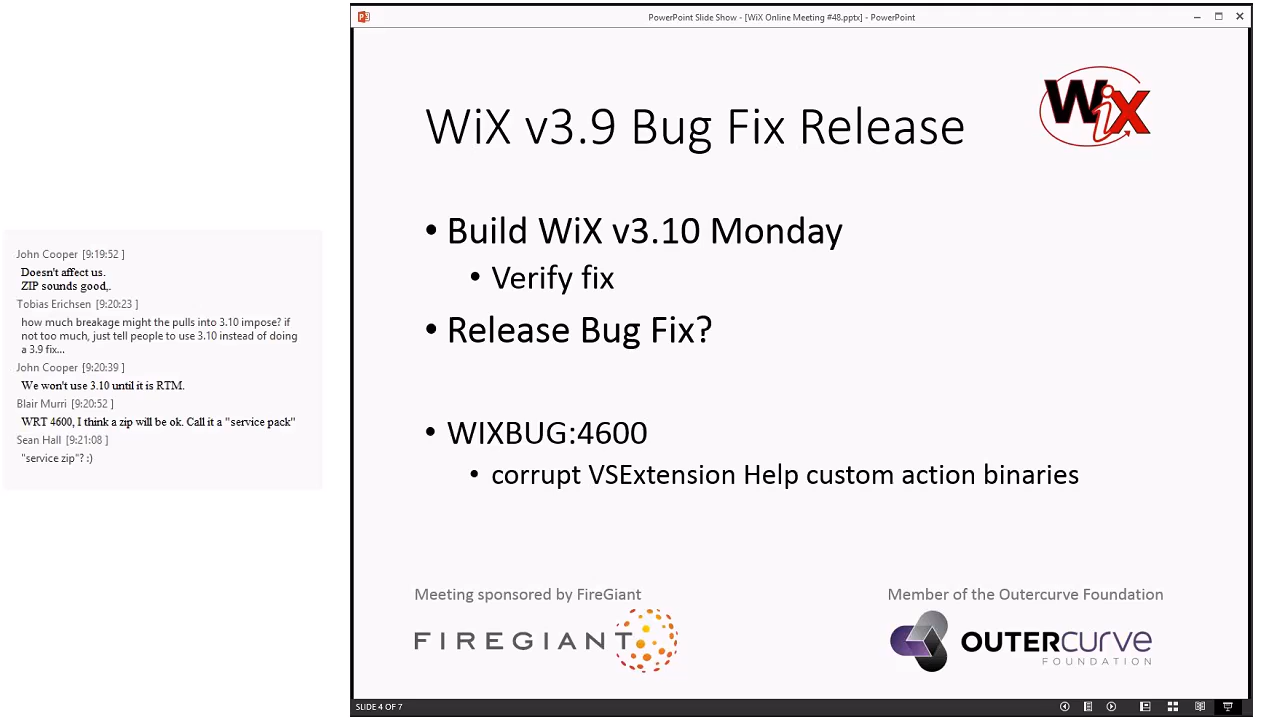 PowerPoint Slide Show - [WiX Online Meeting #48.pptx] - PowerPoint
WiX v3.9 Bug Fix Release
WiX
• Build WiX v3.10 Monday
• Verify fix
• Release Bug Fix?
• WIXBUG:4600
• corrupt VSExtension Help custom action binaries
Meeting sponsored by FireGiant
FIREGIANT
Member of the Outercurve Foundation
OUTERCURVE
FOUNDATION
SLIDE 4 OF 7
John Cooper [9:19:52 ]
Doesn't affect us.
ZIP sounds good,.
Tobias Erichsen [9:20:23 ]
how much breakage might the pulls into 3.10 impose? if
not too much, just tell people to use 3.10 instead of doing
a 3.9 fix...
John Cooper [9:20:39 ]
We won't use 3.10 until it is RTM.
Blair Murri [9:20:52 ]
WRT 4600, I think a zip will be ok. Call it a "service pack"
Sean Hall [9:21:08 ]
"service zip"? :)